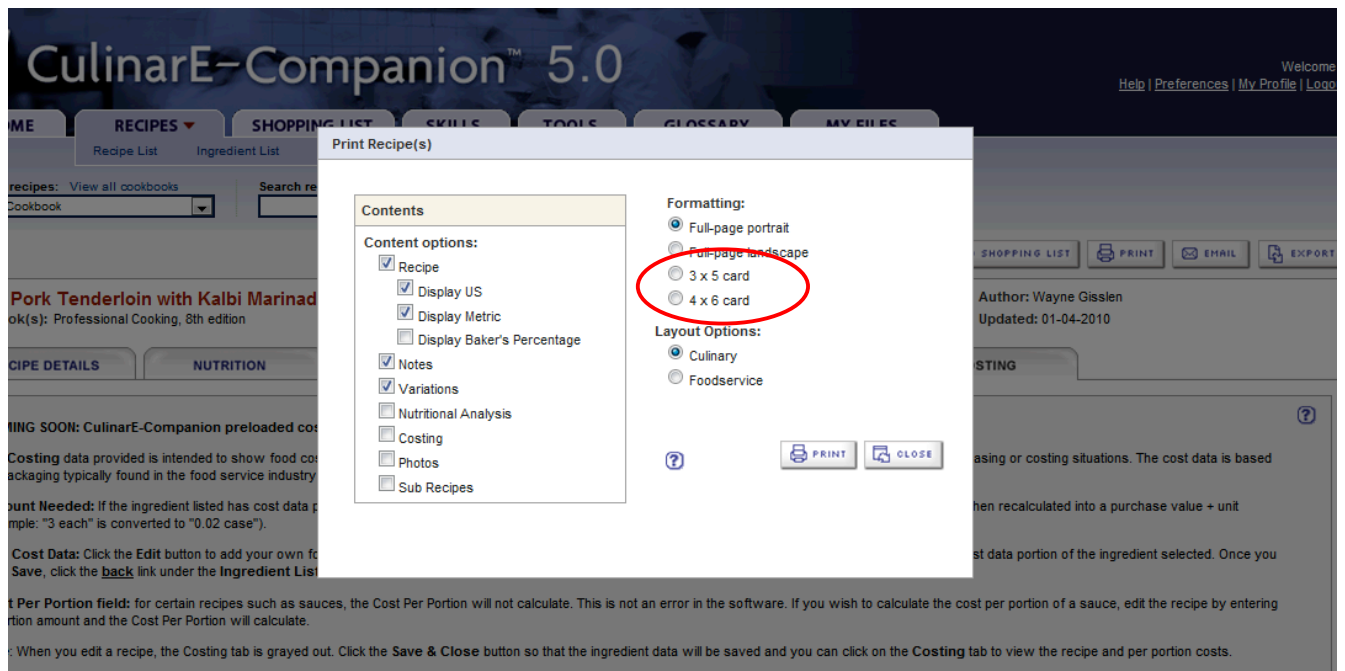 CulinarE-Companion™ 5.0
Welcome
Help | Preferences | My Profile | Logo
OME RECIPES SHOPPING LIST SKILLS TOOLS GLOSSARY MY FILES
Recipe List Ingredient List
Print Recipe(s)
recipes: View all cookbooks Search re
Cookbook
Contents
Content options:
Recipe
Display US
Display Metric
Display Baker's Percentage
Notes
Variations
Nutritional Analysis
Costing
Photos
Sub Recipes
Formatting:
Full-page portrait
Full-page landscape
3 x 5 card
4 x 6 card
Layout Options:
Culinary
Foodservice
? PRINT CLOSE
SHOPPING LIST PRINT EMAIL EXPORT
Pork Tenderloin with Kalbi Marinad
ok(s): Professional Cooking, 8th edition
Author: Wayne Gisslen
Updated: 01-04-2010
CIPE DETAILS NUTRITION STING
?
MING SOON: CulinarE-Companion preloaded cos
Costing data provided is intended to show food co asing or costing situations. The cost data is based
ackaging typically found in the food service industry
ount Needed: If the ingredient listed has cost data p hen recalculated into a purchase value + unit
mple: "3 each" is converted to "0.02 case").
Cost Data: Click the Edit button to add your own fo st data portion of the ingredient selected. Once you
Save, click the back link under the Ingredient List
t Per Portion field: for certain recipes such as sauces, the Cost Per Portion will not calculate. This is not an error in the software. If you wish to calculate the cost per portion of a sauce, edit the recipe by entering
rtion amount and the Cost Per Portion will calculate.
: When you edit a recipe, the Costing tab is grayed out. Click the Save & Close button so that the ingredient data will be saved and you can click on the Costing tab to view the recipe and per portion costs.